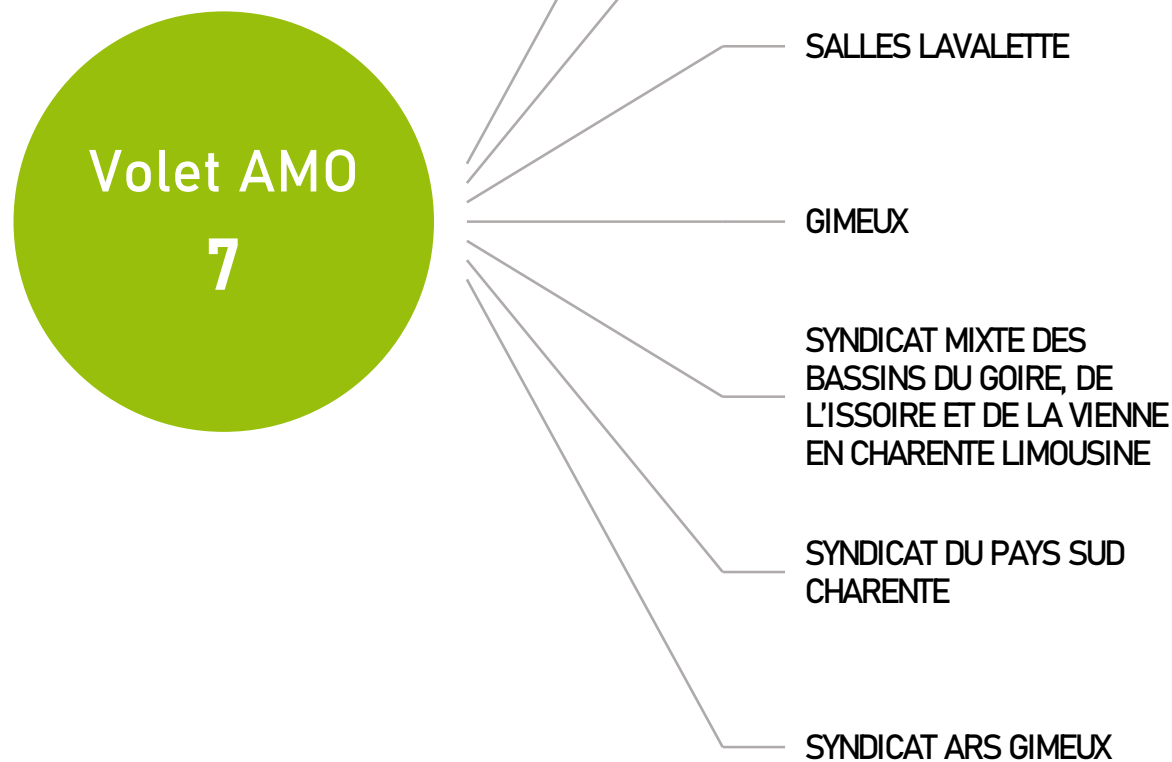 Volet AMO
7
SALLES LAVALETTE
GIMEUX
SYNDICAT MIXTE DES
BASSINS DU GOIRE, DE
L'ISSOIRE ET DE LA VIENNE
EN CHARENTE LIMOUSINE
SYNDICAT DU PAYS SUD
CHARENTE
SYNDICAT ARS GIMEUX